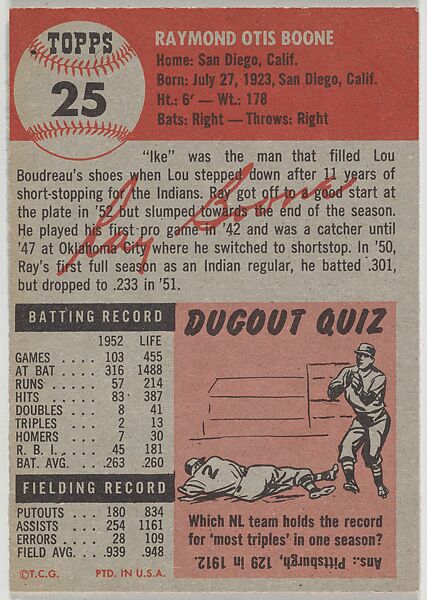 TOPPS
25
RAYMOND OTIS BOONE
Home: San Diego, Calif.
Born: July 27, 1923, San Diego, Calif.
Ht.: 6' — Wt.: 178
Bats: Right — Throws: Right
"Ike" was the man that filled Lou
Boudreau's shoes when Lou stepped down after 11 years of
short-stopping for the Indians. Ray got off to a good start at
the plate in '52 but slumped towards the end of the season.
He played his first pro game in '42 and was a catcher until
'47 at Oklahoma City where he switched to shortstop. In '50,
Ray's first full season as an Indian regular, he batted .301,
but dropped to .233 in '51.
Ray Boone
BATTING RECORD
1952 LIFE
GAMES . . . . 103 455
AT BAT . . . . 316 1488
RUNS . . . . . 57 214
HITS . . . . . 83 387
DOUBLES . . . 8 41
TRIPLES . . . . 2 13
HOMERS . . . 7 30
R. B. I. . . . . . 45 181
BAT. AVG. . . .263 .260
FIELDING RECORD
PUTOUTS . . . 180 834
ASSISTS . . . 254 1161
ERRORS . . . . 28 109
FIELD AVG. . . .939 .948
©T.C.G. PTD. IN U.S.A.
DUGOUT QUIZ
2
Which NL team holds the record
for 'most triples' in one season?
Ans.: Pittsburgh, 129 in 1912.